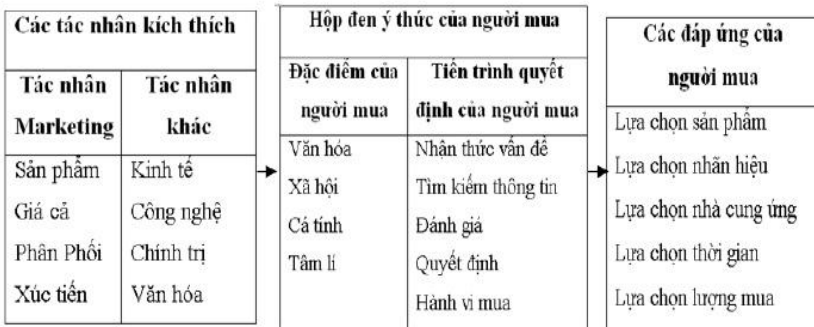 Các tác nhân kích thích
Tác nhân
Marketing
Tác nhân
khác
Sản phẩm
Giá cả
Phân Phối
Xúc tiến
Kinh tế
Công nghệ
Chính trị
Văn hóa
Hộp đen ý thức của người mua
Đặc điểm của
người mua
Tiến trình quyết
định của người mua
Văn hóa
Xã hội
Cá tính
Tâm lí
Nhận thức vấn đề
Tìm kiếm thông tin
Đánh giá
Quyết định
Hành vi mua
Các đáp ứng của
người mua
Lựa chọn sản phẩm
Lựa chọn nhãn hiệu
Lựa chọn nhà cung ứng
Lựa chọn thời gian
Lựa chọn lượng mua